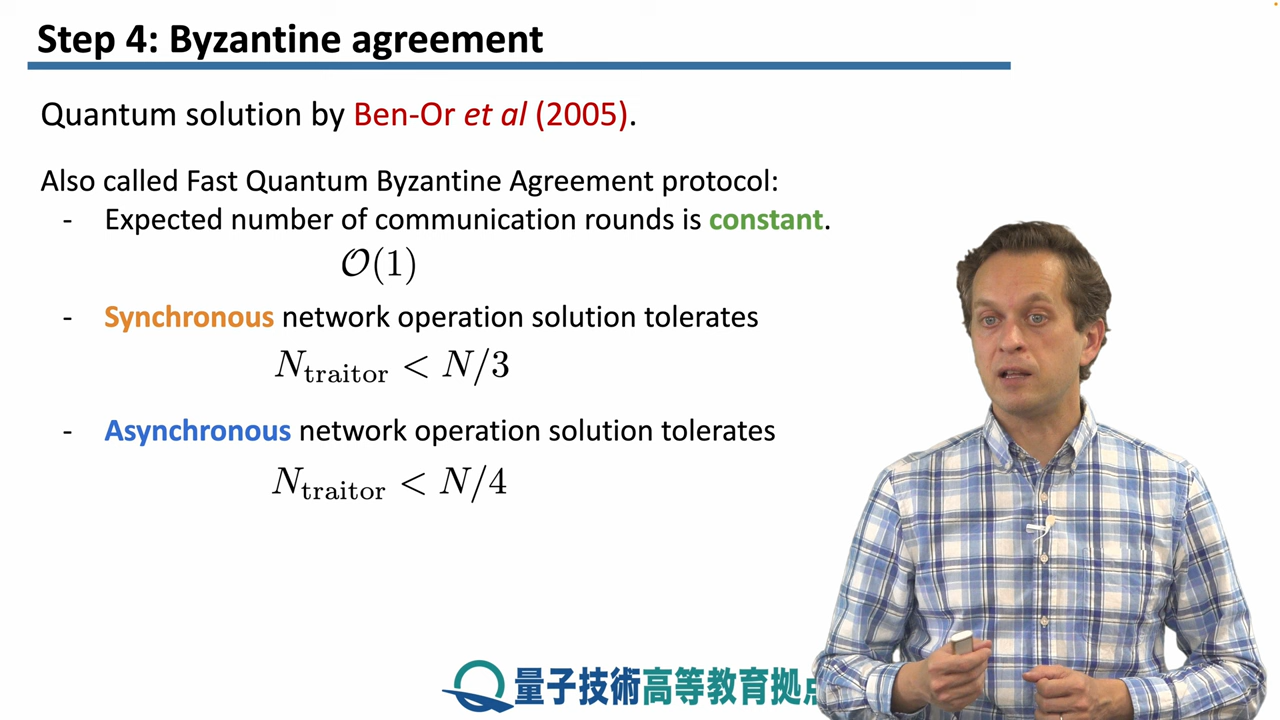 Step 4: Byzantine agreement
Quantum solution by Ben-Or et al (2005).
Also called Fast Quantum Byzantine Agreement protocol:
- Expected number of communication rounds is constant.
𝒪(1)
- Synchronous network operation solution tolerates
N_traitor < N/3
- Asynchronous network operation solution tolerates
N_traitor < N/4
量子技術高等教育拠点